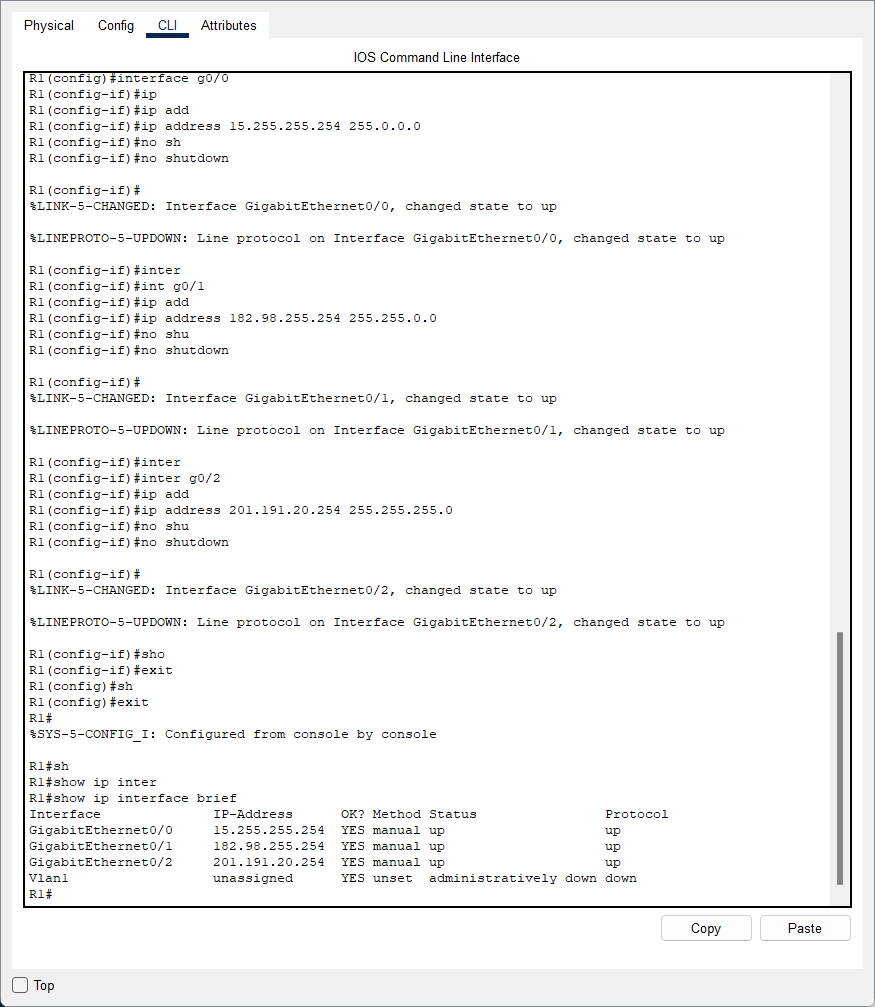 Physical Config CLI Attributes
IOS Command Line Interface
R1(config)#interface g0/0
R1(config-if)#ip
R1(config-if)#ip add
R1(config-if)#ip address 15.255.255.254 255.0.0.0
R1(config-if)#no sh
R1(config-if)#no shutdown
R1(config-if)#
%LINK-5-CHANGED: Interface GigabitEthernet0/0, changed state to up
%LINEPROTO-5-UPDOWN: Line protocol on Interface GigabitEthernet0/0, changed state to up
R1(config-if)#inter
R1(config-if)#int g0/1
R1(config-if)#ip add
R1(config-if)#ip address 182.98.255.254 255.255.0.0
R1(config-if)#no shu
R1(config-if)#no shutdown
R1(config-if)#
%LINK-5-CHANGED: Interface GigabitEthernet0/1, changed state to up
%LINEPROTO-5-UPDOWN: Line protocol on Interface GigabitEthernet0/1, changed state to up
R1(config-if)#inter
R1(config-if)#inter g0/2
R1(config-if)#ip add
R1(config-if)#ip address 201.191.20.254 255.255.255.0
R1(config-if)#no shu
R1(config-if)#no shutdown
R1(config-if)#
%LINK-5-CHANGED: Interface GigabitEthernet0/2, changed state to up
%LINEPROTO-5-UPDOWN: Line protocol on Interface GigabitEthernet0/2, changed state to up
R1(config-if)#sho
R1(config-if)#exit
R1(config)#sh
R1(config)#exit
R1#
%SYS-5-CONFIG_I: Configured from console by console
R1#sh
R1#show ip inter
R1#show ip interface brief
Interface IP-Address OK? Method Status Protocol
GigabitEthernet0/0 15.255.255.254 YES manual up up
GigabitEthernet0/1 182.98.255.254 YES manual up up
GigabitEthernet0/2 201.191.20.254 YES manual up up
Vlan1 unassigned YES unset administratively down down
R1#
Copy Paste
Top